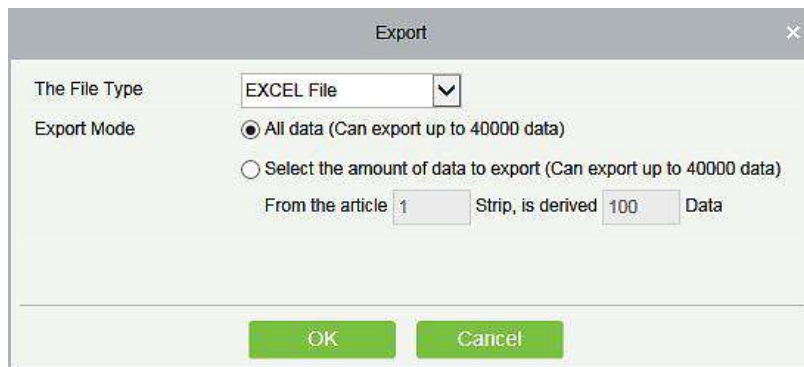 Export
The File Type EXCEL File
Export Mode All data (Can export up to 40000 data)
Select the amount of data to export (Can export up to 40000 data)
From the article 1 Strip, is derived 100 Data
OK Cancel